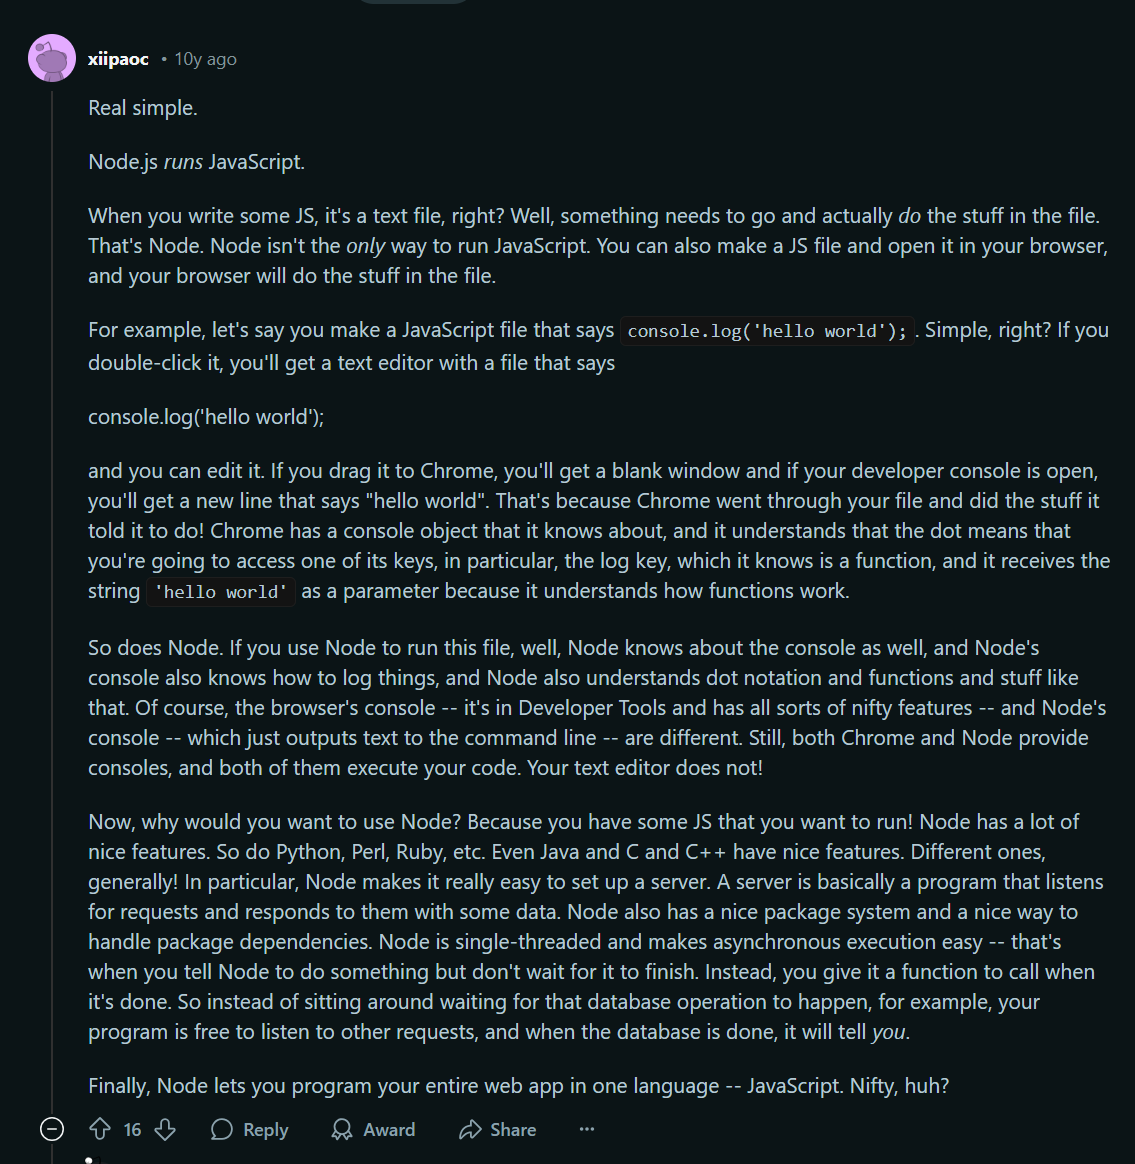 xiipaoc • 10y ago
Real simple.
Node.js runs JavaScript.
When you write some JS, it's a text file, right? Well, something needs to go and actually do the stuff in the file.
That's Node. Node isn't the only way to run JavaScript. You can also make a JS file and open it in your browser,
and your browser will do the stuff in the file.
For example, let's say you make a JavaScript file that says console.log('hello world'); . Simple, right? If you
double-click it, you'll get a text editor with a file that says
console.log('hello world');
and you can edit it. If you drag it to Chrome, you'll get a blank window and if your developer console is open,
you'll get a new line that says "hello world". That's because Chrome went through your file and did the stuff it
told it to do! Chrome has a console object that it knows about, and it understands that the dot means that
you're going to access one of its keys, in particular, the log key, which it knows is a function, and it receives the
string 'hello world' as a parameter because it understands how functions work.
So does Node. If you use Node to run this file, well, Node knows about the console as well, and Node's
console also knows how to log things, and Node also understands dot notation and functions and stuff like
that. Of course, the browser's console -- it's in Developer Tools and has all sorts of nifty features -- and Node's
console -- which just outputs text to the command line -- are different. Still, both Chrome and Node provide
consoles, and both of them execute your code. Your text editor does not!
Now, why would you want to use Node? Because you have some JS that you want to run! Node has a lot of
nice features. So do Python, Perl, Ruby, etc. Even Java and C and C++ have nice features. Different ones,
generally! In particular, Node makes it really easy to set up a server. A server is basically a program that listens
for requests and responds to them with some data. Node also has a nice package system and a nice way to
handle package dependencies. Node is single-threaded and makes asynchronous execution easy -- that's
when you tell Node to do something but don't wait for it to finish. Instead, you give it a function to call when
it's done. So instead of sitting around waiting for that database operation to happen, for example, your
program is free to listen to other requests, and when the database is done, it will tell you.
Finally, Node lets you program your entire web app in one language -- JavaScript. Nifty, huh?
16 Reply Award Share ...